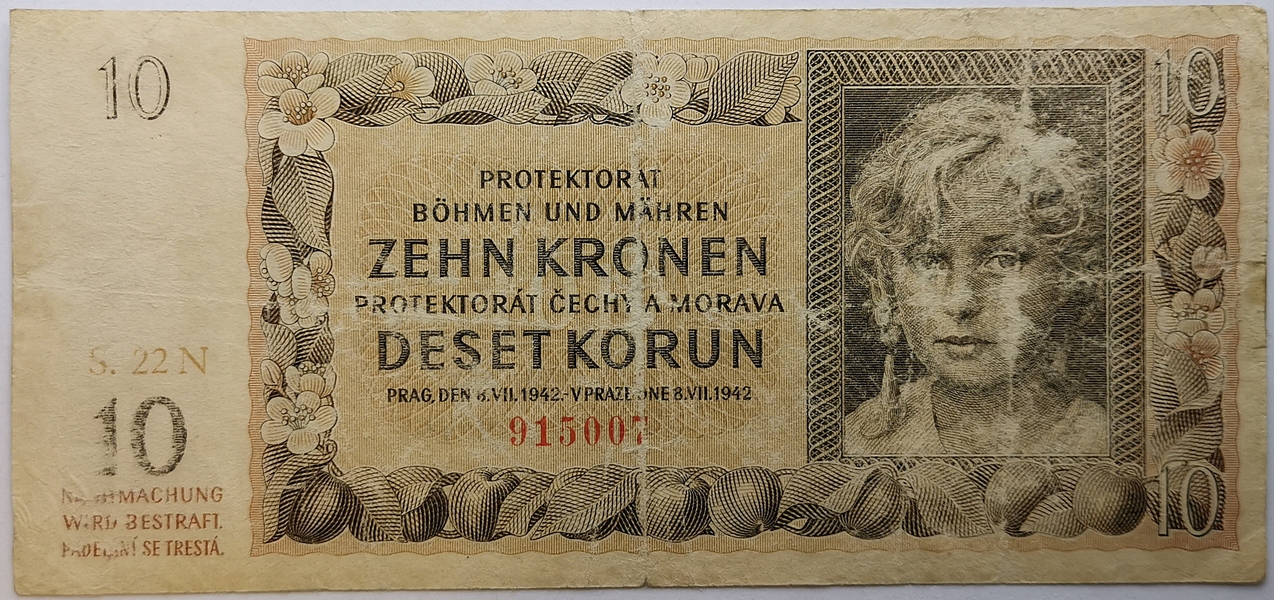 10
S. 22 N
10
NACHMACHUNG
WIRD BESTRAFT.
PADĚLÁNÍ SE TRESTÁ.
PROTEKTORAT
BÖHMEN UND MÄHREN
ZEHN KRONEN
PROTEKTORÁT ČECHY A MORAVA
DESET KORUN
PRAG, DEN 8.VII.1942.-V PRAZE DNE 8.VII.1942
915007
10
10